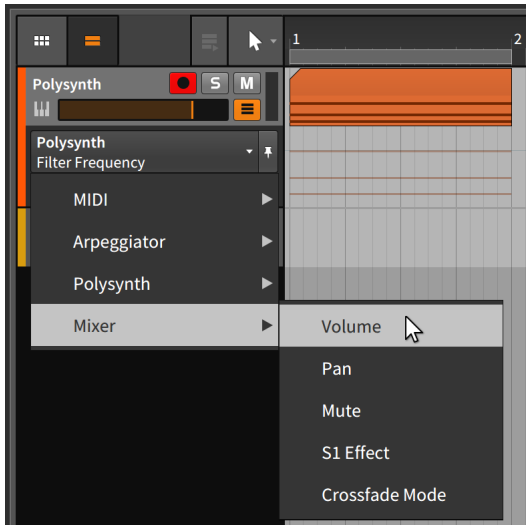 1
2
Polysynth
S
M
Polysynth
Filter Frequency
MIDI
Arpeggiator
Polysynth
Mixer
Volume
Pan
Mute
S1 Effect
Crossfade Mode